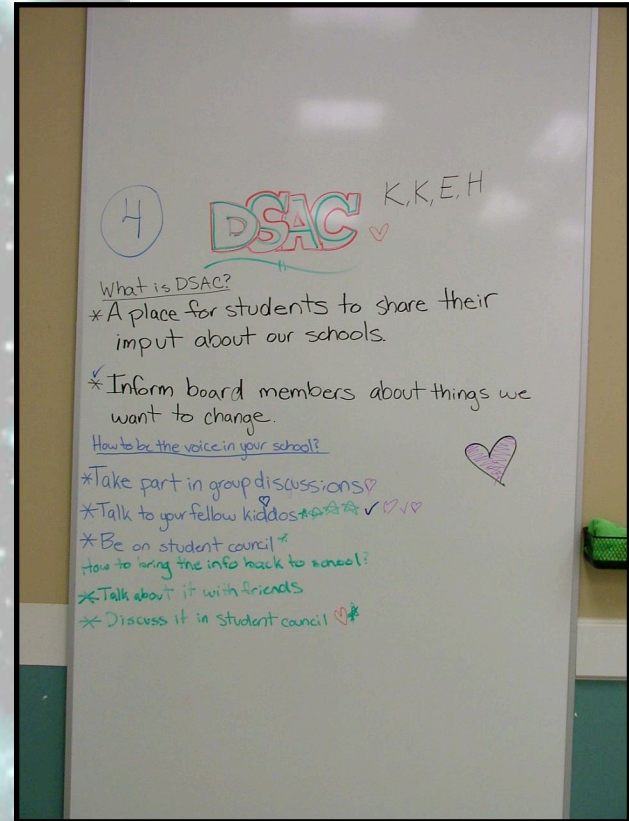 4
DSAC
K, K, E, H
What is DSAC?
* A place for students to share their
imput about our schools.
* Inform board members about things we
want to change.
How to be the voice in your school?
* Take part in group discussions
* Talk to your fellow kiddos
* Be on student council
How to bring the info back to school?
* Talk about it with friends
* Discuss it in student council